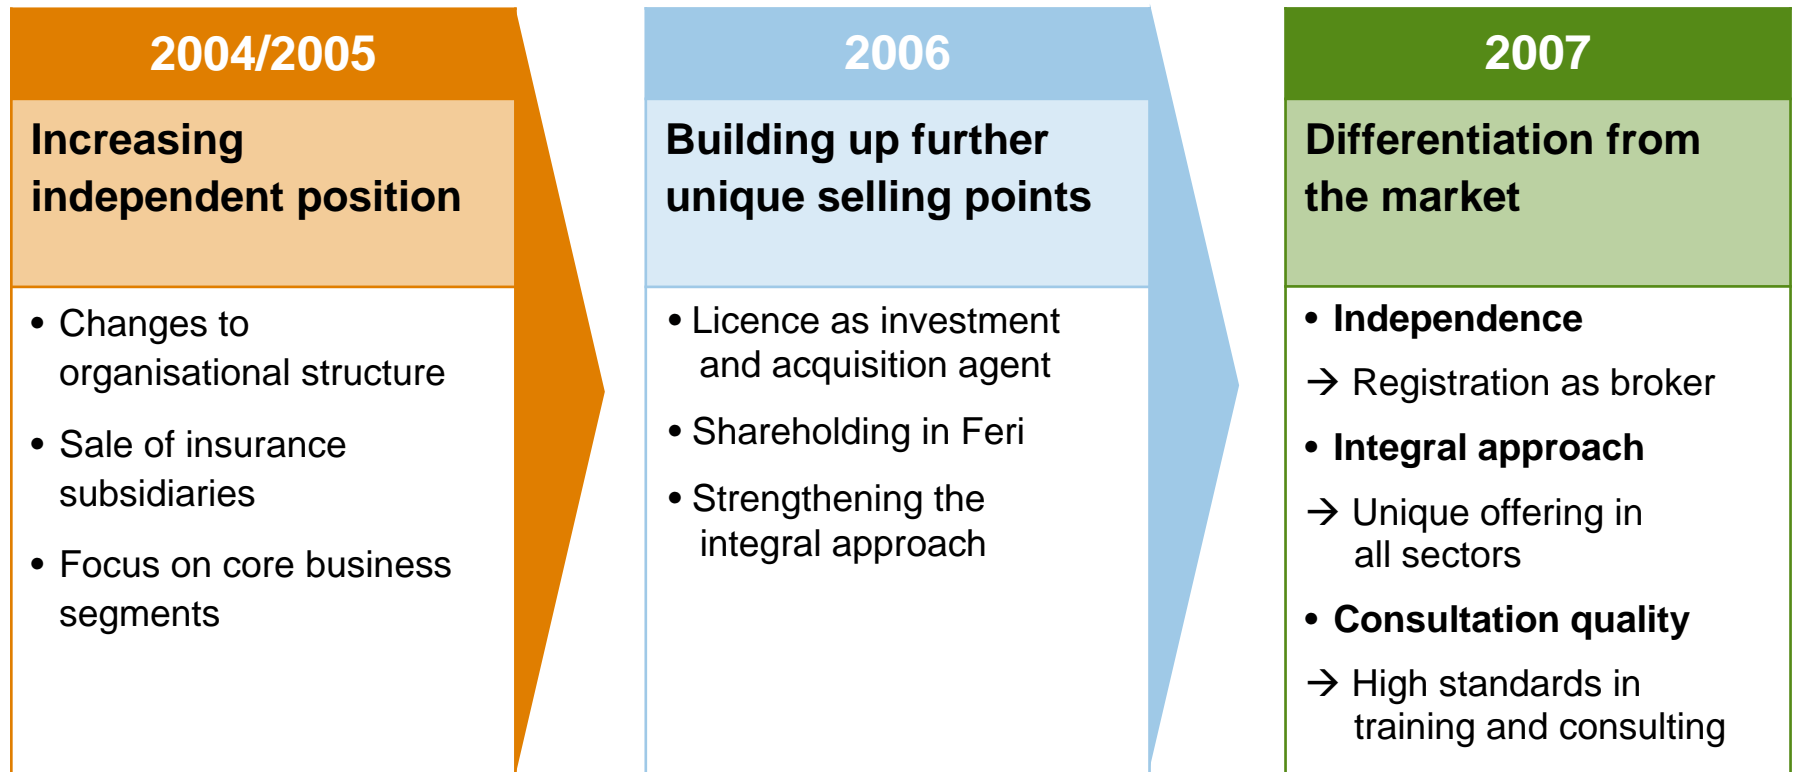 2004/2005
Increasing
independent position
• Changes to
organisational structure
• Sale of insurance
subsidiaries
• Focus on core business
segments
2006
Building up further
unique selling points
• Licence as investment
and acquisition agent
• Shareholding in Feri
• Strengthening the
integral approach
2007
Differentiation from
the market
• Independence
→ Registration as broker
• Integral approach
→ Unique offering in
all sectors
• Consultation quality
→ High standards in
training and consulting